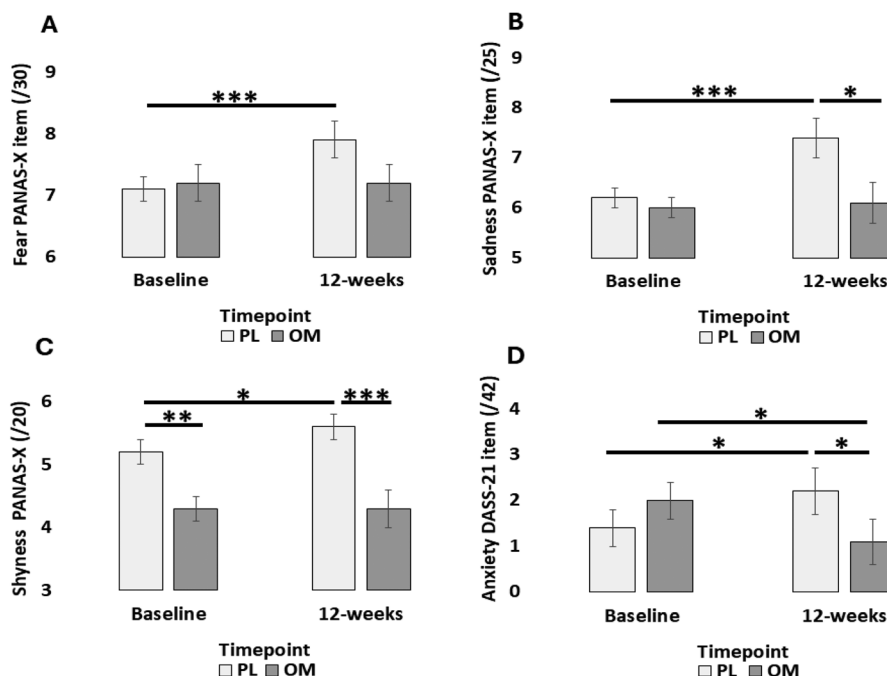 A
Fear PANAS-X item (/30)
9
8
7
6
***
Baseline
12-weeks
Timepoint
PL
OM
B
Sadness PANAS-X item (/25)
9
8
7
6
5
***
*
Baseline
12-weeks
Timepoint
PL
OM
C
Shyness PANAS-X (/20)
6
5
4
3
**
*
***
Baseline
12-weeks
Timepoint
PL
OM
D
Anxiety DASS-21 item (/42)
4
3
2
1
0
*
*
*
Baseline
12-weeks
Timepoint
PL
OM